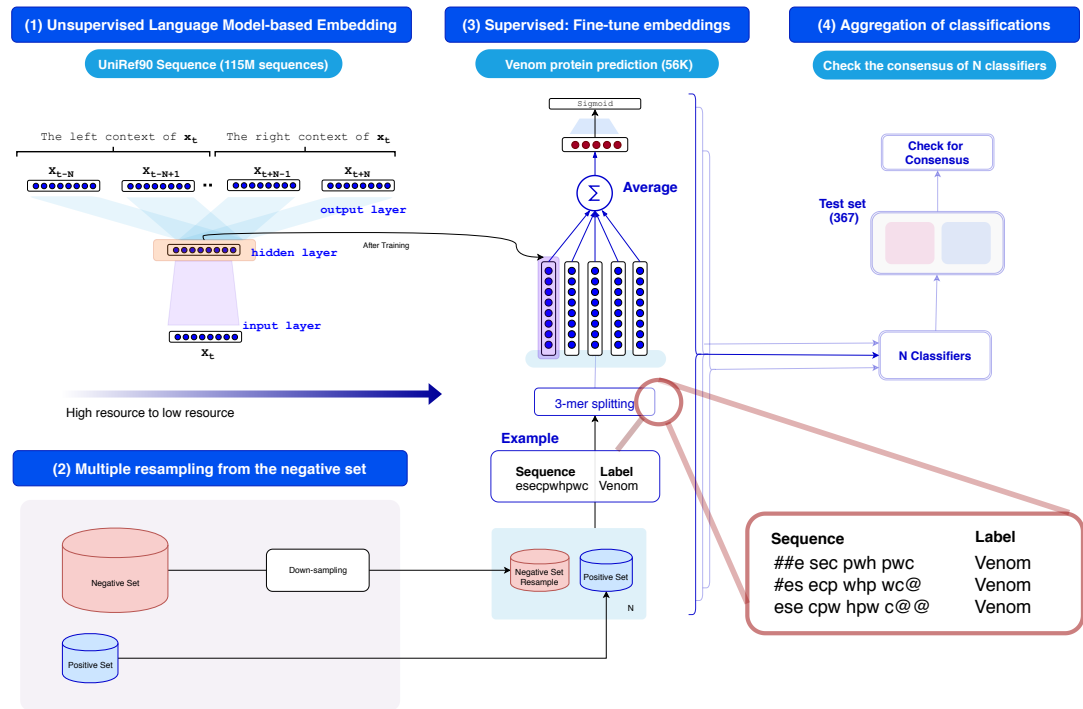 (1) Unsupervised Language Model-based Embedding
UniRef90 Sequence (115M sequences)
The left context of xt
The right context of xt
xt-N
xt-N+1
..
xt+N-1
xt+N
output layer
hidden layer
After Training
input layer
xt
High resource to low resource
(2) Multiple resampling from the negative set
Negative Set
Down-sampling
Positive Set
(3) Supervised: Fine-tune embeddings
Venom protein prediction (56K)
Sigmoid
Σ
Average
3-mer splitting
Example
Sequence Label
esecpwhpwc Venom
Negative Set
Resample
Positive Set
N
(4) Aggregation of classifications
Check the consensus of N classifiers
Check for
Consensus
Test set
(367)
N Classifiers
Sequence Label
##e sec pwh pwc Venom
#es ecp whp wc@ Venom
ese cpw hpw c@@ Venom